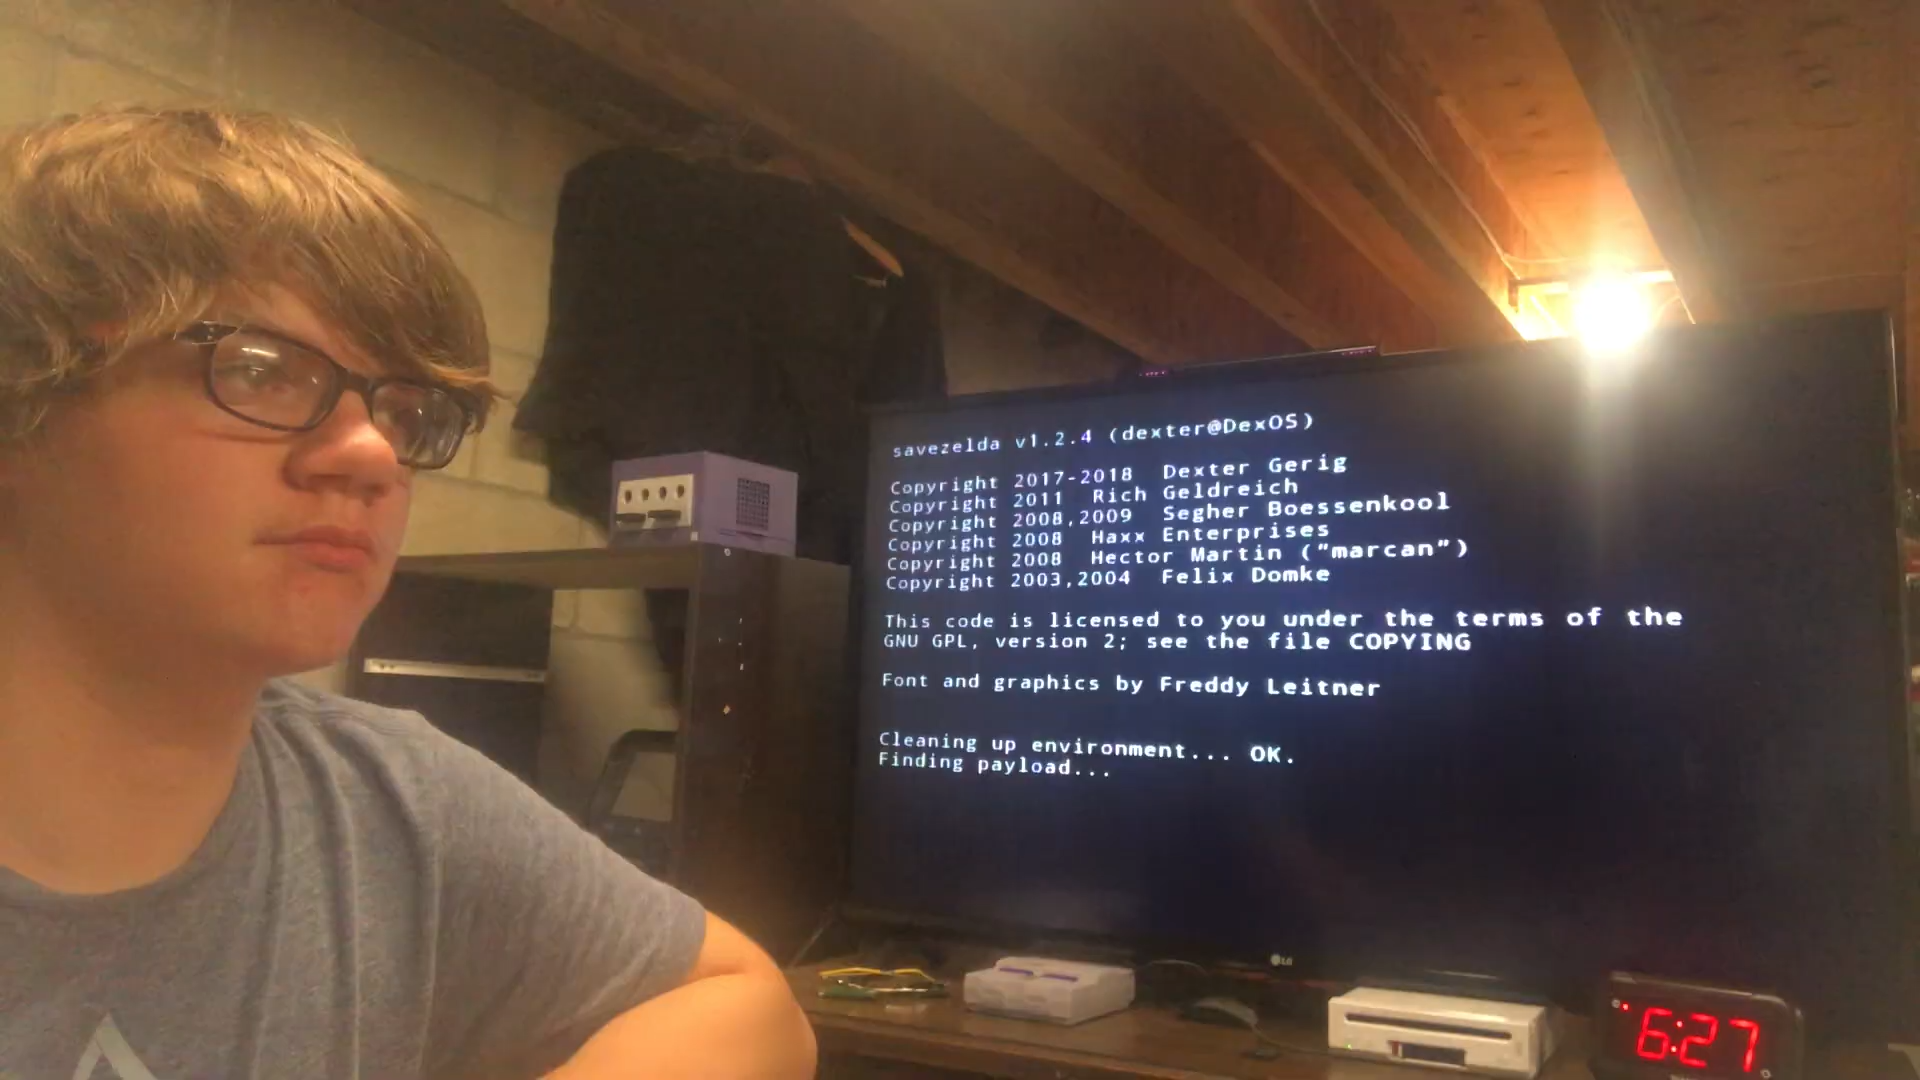 savezelda v1.2.4 (dexter@DexOS)
Copyright 2017-2018  Dexter Gerig
Copyright 2011  Rich Geldreich
Copyright 2008,2009  Segher Boessenkool
Copyright 2008  Haxx Enterprises
Copyright 2008  Hector Martin ("marcan")
Copyright 2003,2004  Felix Domke
This code is licensed to you under the terms of the
GNU GPL, version 2; see the file COPYING
Font and graphics by Freddy Leitner
Cleaning up environment... OK.
Finding payload...
LG
6:27